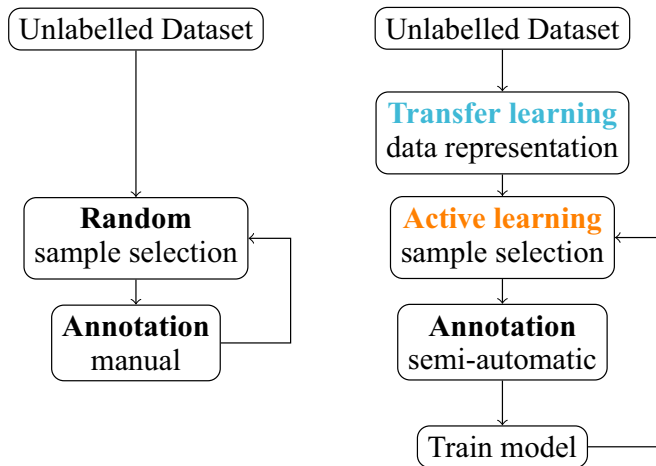 Unlabelled Dataset
Random
sample selection
Annotation
manual
Unlabelled Dataset
Transfer learning
data representation
Active learning
sample selection
Annotation
semi-automatic
Train model